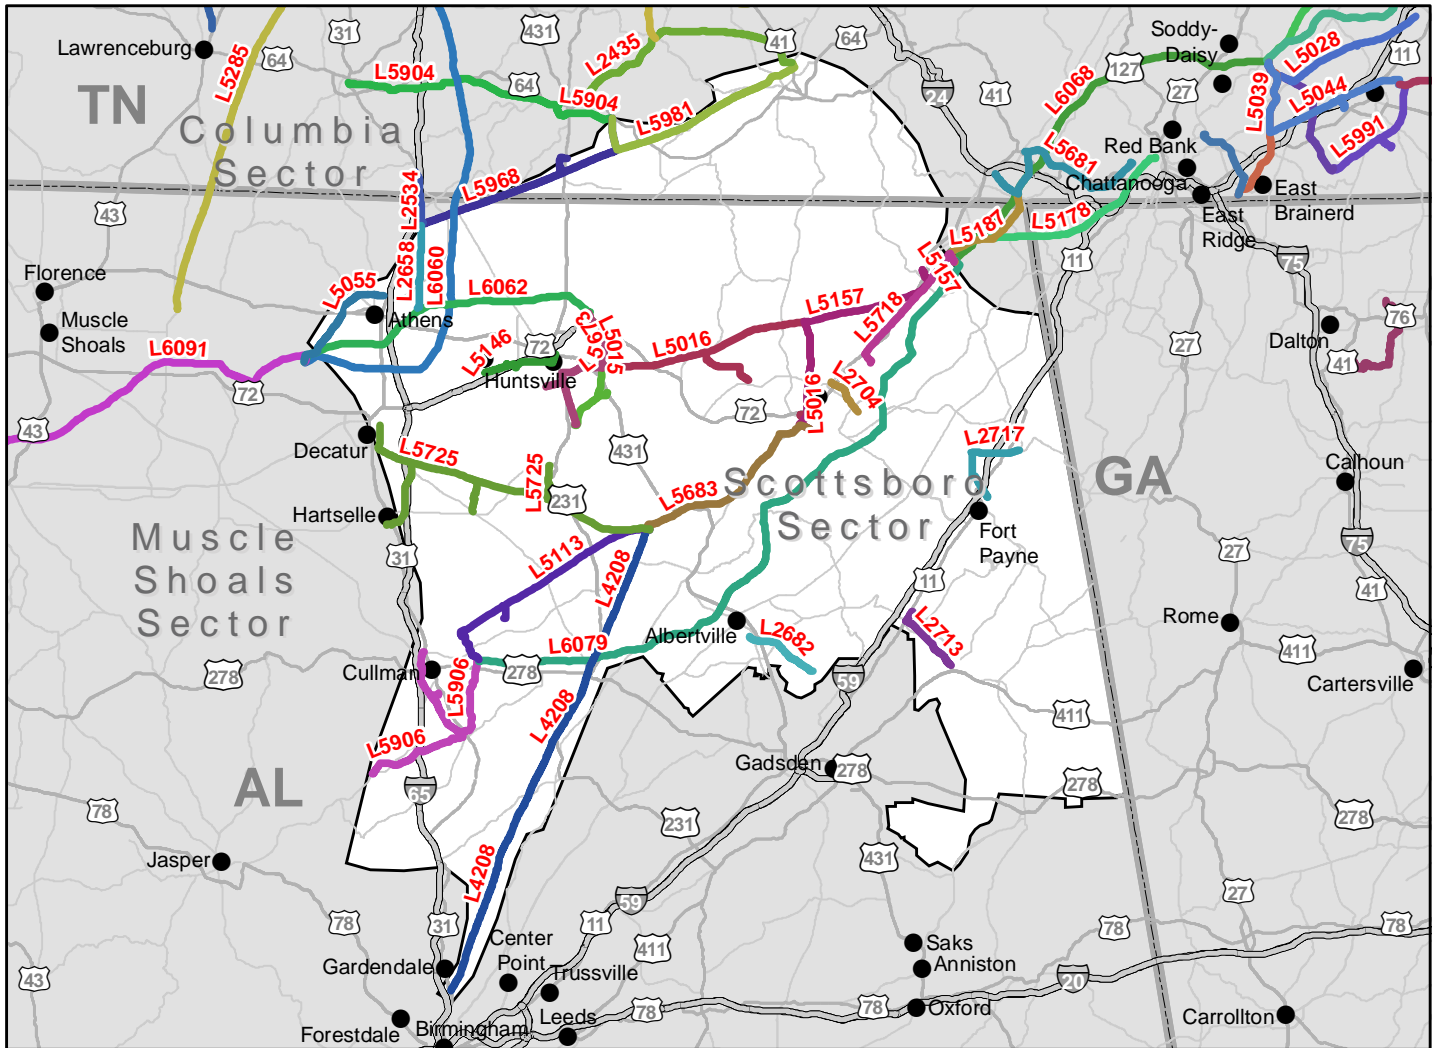 31
431
41
64
Soddy-
Daisy
Lawrenceburg
64
L5285
L2435
L5028
11
TN
L5904
64
L5904
24
41
L6068
127
27
L5039
L5044
Columbia
Sector
L5981
L5681
Red Bank
L5991
Chattanooga
L2534
L5968
East
Brainerd
43
L5187
L5178
East
Ridge
11
75
Florence
L2658
L6060
L5157
L5055
L6062
Athens
L5157
L5718
Muscle
Shoals
L5973
L5015
Dalton
76
L6091
L5146
72
L5016
27
41
Huntsville
72
L2704
L5016
72
43
Decatur
L5725
431
L2717
GA
Calhoun
L5725
231
L5683
Scottsboro
Sector
Hartselle
Fort
Payne
Muscle
Shoals
Sector
31
L5113
L4208
11
27
75
41
Rome
Albertville
L2682
L2713
411
278
Cullman
L5906
L6079
278
59
Cartersville
L4208
411
L5906
Gadsden
278
AL
65
278
78
231
278
Jasper
431
L4208
59
27
78
31
11
411
78
78
Center
Point
Saks
Gardendale
Trussville
Anniston
43
20
78
78
Oxford
Forestdale
Birmingham
Leeds
Carrollton